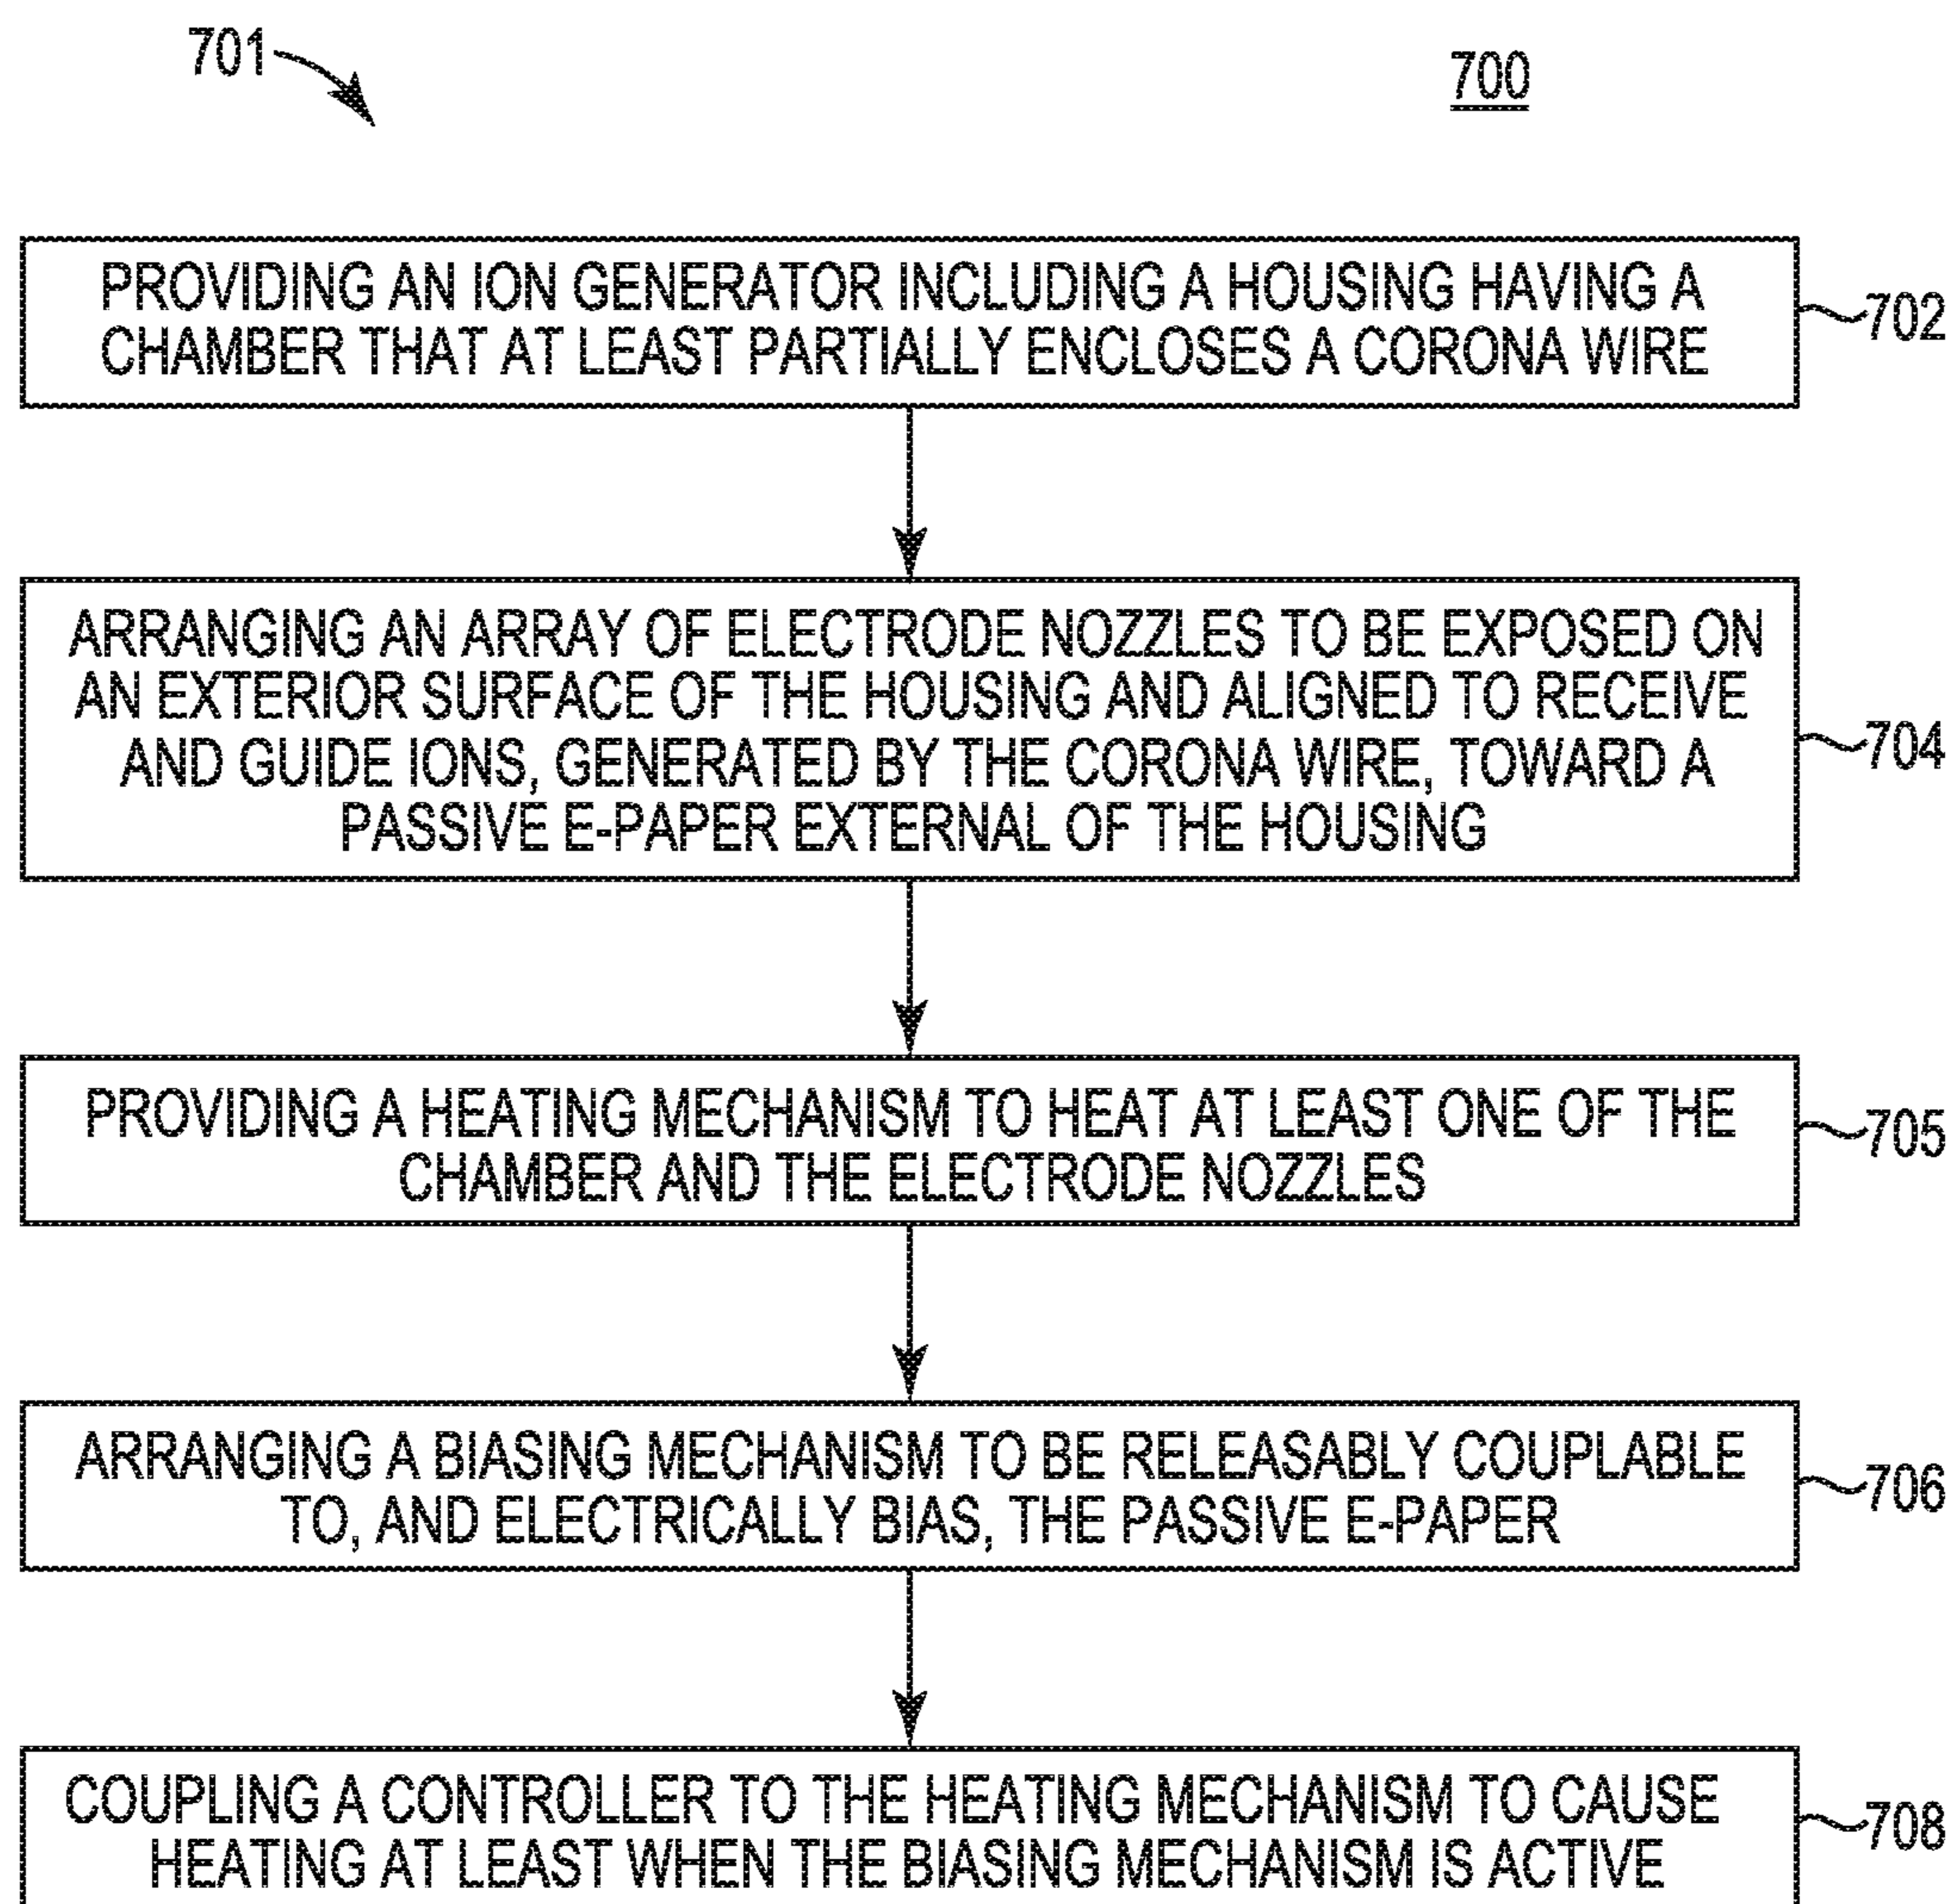 701
700
PROVIDING AN ION GENERATOR INCLUDING A HOUSING HAVING A
CHAMBER THAT AT LEAST PARTIALLY ENCLOSES A CORONA WIRE
702
ARRANGING AN ARRAY OF ELECTRODE NOZZLES TO BE EXPOSED ON
AN EXTERIOR SURFACE OF THE HOUSING AND ALIGNED TO RECEIVE
AND GUIDE IONS, GENERATED BY THE CORONA WIRE, TOWARD A
PASSIVE E-PAPER EXTERNAL OF THE HOUSING
704
PROVIDING A HEATING MECHANISM TO HEAT AT LEAST ONE OF THE
CHAMBER AND THE ELECTRODE NOZZLES
705
ARRANGING A BIASING MECHANISM TO BE RELEASABLY COUPLABLE
TO, AND ELECTRICALLY BIAS, THE PASSIVE E-PAPER
706
COUPLING A CONTROLLER TO THE HEATING MECHANISM TO CAUSE
HEATING AT LEAST WHEN THE BIASING MECHANISM IS ACTIVE
708